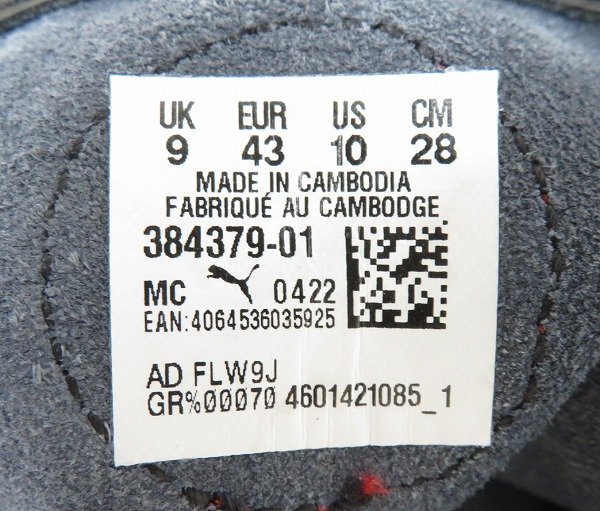 UK EUR US CM
9 43 10 28
MADE IN CAMBODIA
FABRIQUÉ AU CAMBODGE
384379-01
MC 0422
EAN:4064536035925
AD FLW9J
GR%00070 4601421085_1